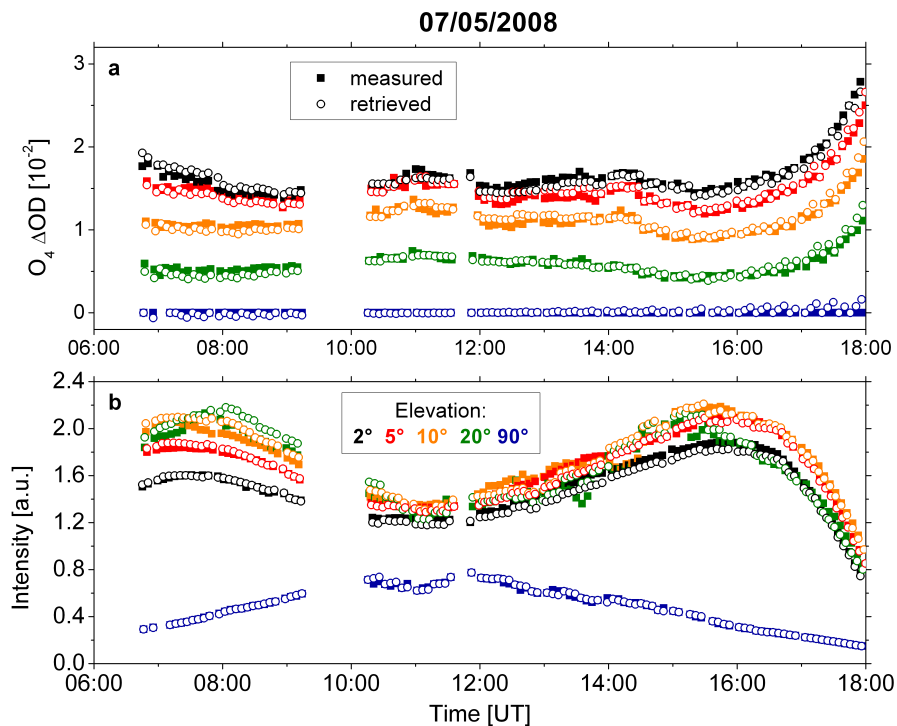 07/05/2008
a
measured
retrieved
O₄ ΔOD [10⁻²]
3
2
1
0
06:00 08:00 10:00 12:00 14:00 16:00 18:00
b
Elevation:
2° 5° 10° 20° 90°
Intensity [a.u.]
2.4
2.0
1.6
1.2
0.8
0.4
0.0
06:00 08:00 10:00 12:00 14:00 16:00 18:00
Time [UT]